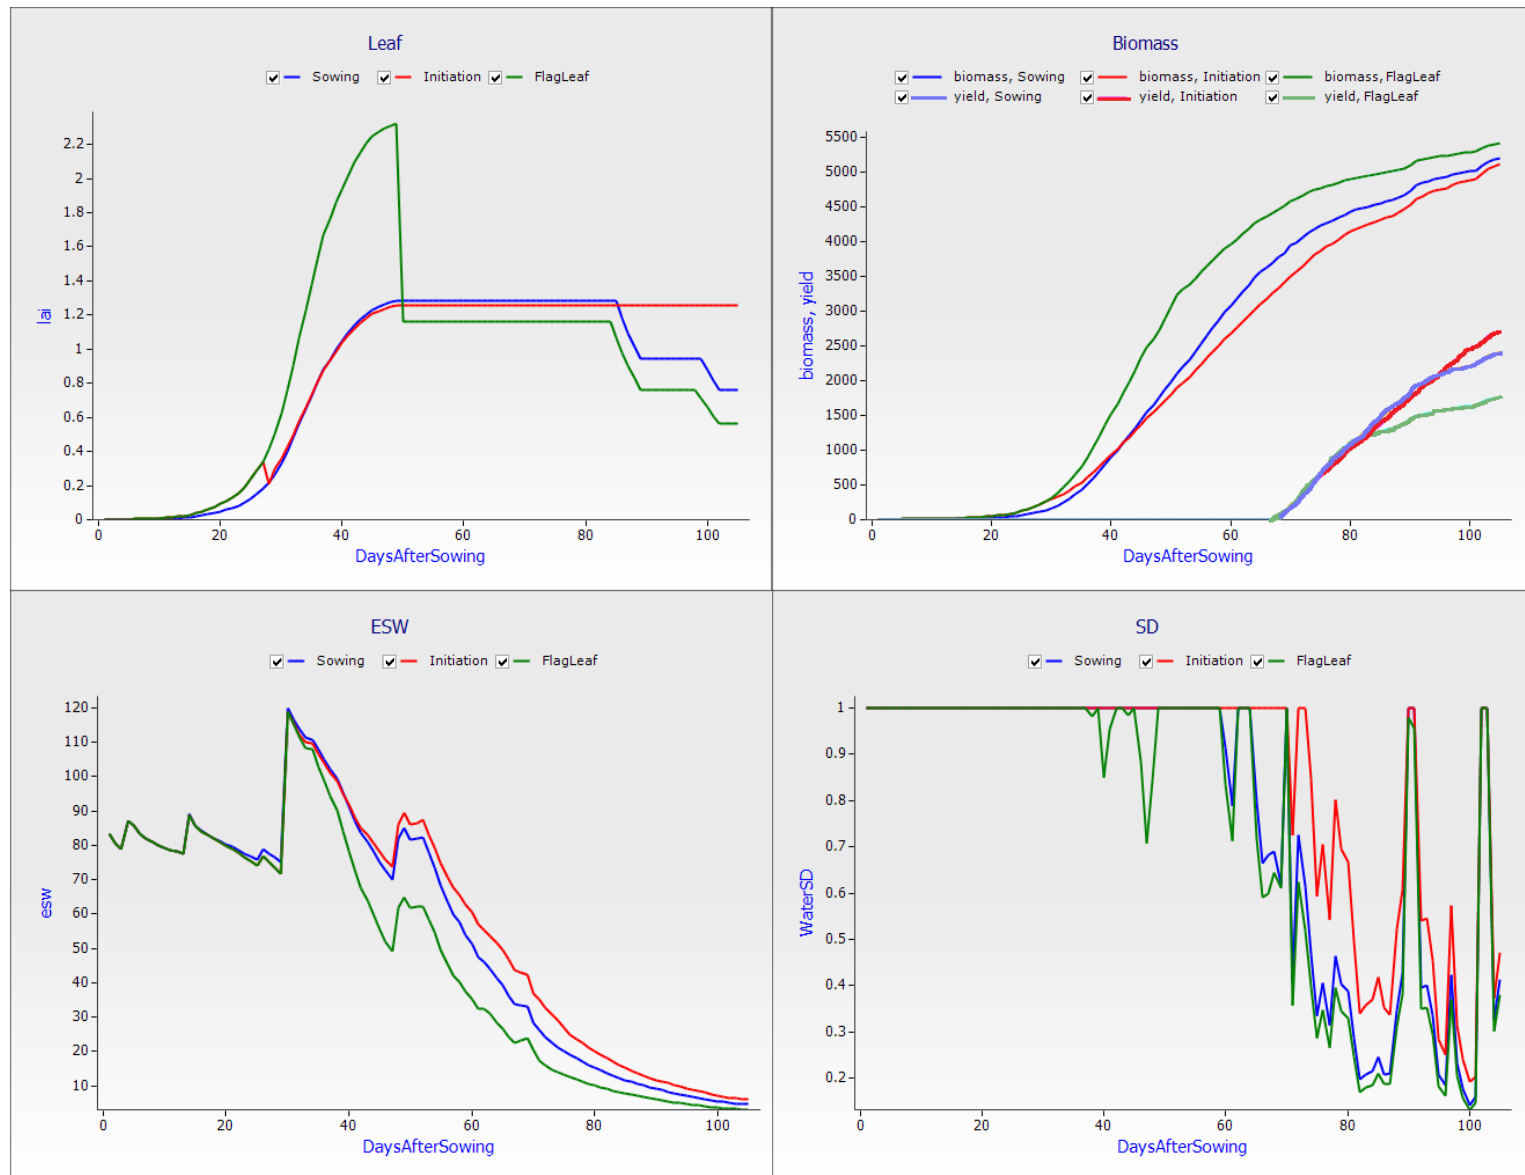 Leaf
Sowing Initiation FlagLeaf
2.2
2
1.8
1.6
1.4
1.2
1
0.8
0.6
0.4
0.2
0
lai
0 20 40 60 80 100
DaysAfterSowing
Biomass
biomass, Sowing biomass, Initiation biomass, FlagLeaf
yield, Sowing yield, Initiation yield, FlagLeaf
5500
5000
4500
4000
3500
3000
2500
2000
1500
1000
500
0
biomass, yield
0 20 40 60 80 100
DaysAfterSowing
ESW
Sowing Initiation FlagLeaf
120
110
100
90
80
70
60
50
40
30
20
10
esw
0 20 40 60 80 100
DaysAfterSowing
SD
Sowing Initiation FlagLeaf
1
0.9
0.8
0.7
0.6
0.5
0.4
0.3
0.2
WaterSD
0 20 40 60 80 100
DaysAfterSowing